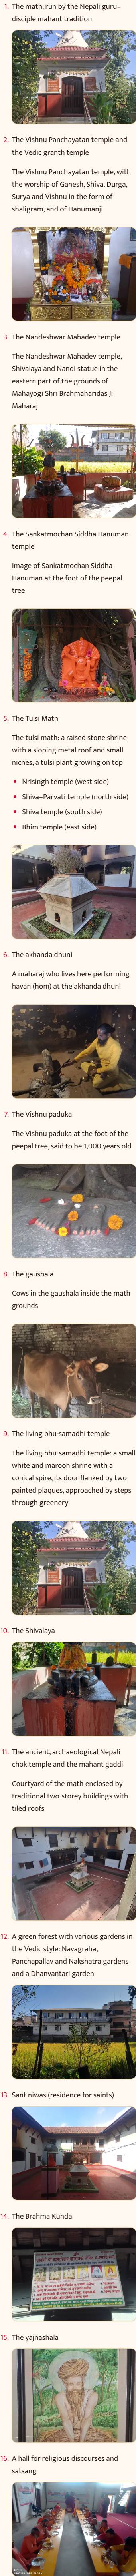 1. The math, run by the Nepali guru–
disciple mahant tradition
2. The Vishnu Panchayatan temple and
the Vedic granth temple
The Vishnu Panchayatan temple, with
the worship of Ganesh, Shiva, Durga,
Surya and Vishnu in the form of
shaligram, and of Hanumanji
3. The Nandeshwar Mahadev temple
The Nandeshwar Mahadev temple,
Shivalaya and Nandi statue in the
eastern part of the grounds of
Mahayogi Shri Brahmaharidas Ji
Maharaj
4. The Sankatmochan Siddha Hanuman
temple
Image of Sankatmochan Siddha
Hanuman at the foot of the peepal
tree
5. The Tulsi Math
The tulsi math: a raised stone shrine
with a sloping metal roof and small
niches, a tulsi plant growing on top
• Nrisingh temple (west side)
• Shiva–Parvati temple (north side)
• Shiva temple (south side)
• Bhim temple (east side)
6. The akhanda dhuni
A maharaj who lives here performing
havan (hom) at the akhanda dhuni
7. The Vishnu paduka
The Vishnu paduka at the foot of the
peepal tree, said to be 1,000 years old
8. The gaushala
Cows in the gaushala inside the math
grounds
9. The living bhu-samadhi temple
The living bhu-samadhi temple: a small
white and maroon shrine with a
conical spire, its door flanked by two
painted plaques, approached by steps
through greenery
10. The Shivalaya
11. The ancient, archaeological Nepali
chok temple and the mahant gaddi
Courtyard of the math enclosed by
traditional two-storey buildings with
tiled roofs
12. A green forest with various gardens in
the Vedic style: Navagraha,
Panchapallav and Nakshatra gardens
and a Dhanvantari garden
13. Sant niwas (residence for saints)
14. The Brahma Kunda
15. The yajnashala
16. A hall for religious discourses and
satsang